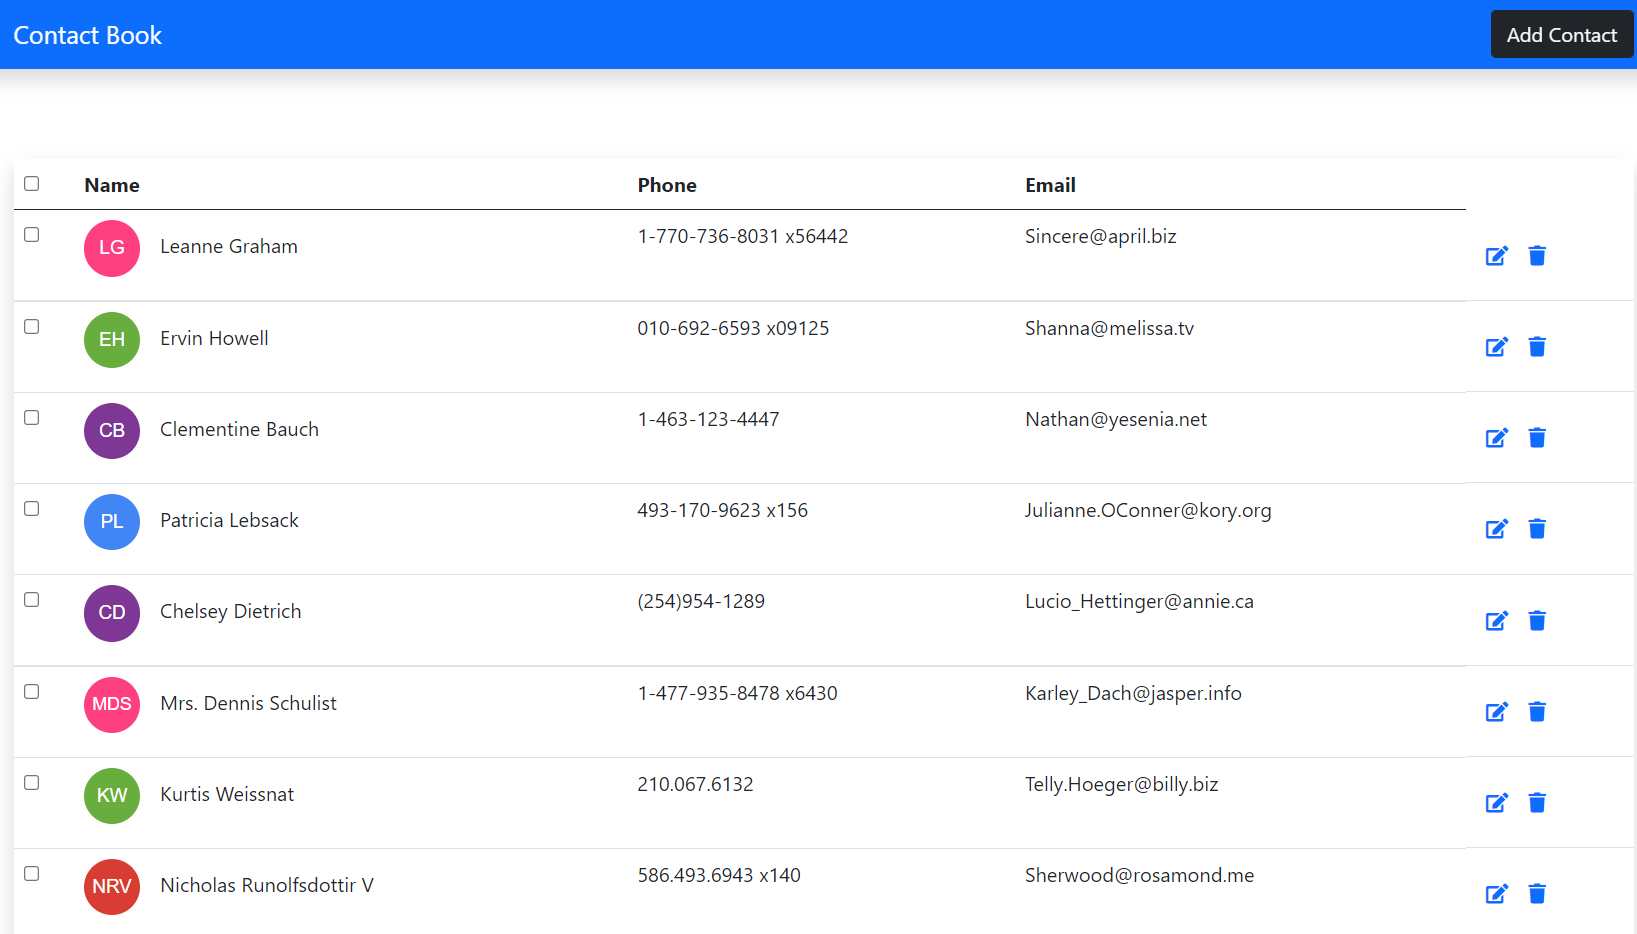 Contact Book Add Contact
Name Phone Email
LG Leanne Graham 1-770-736-8031 x56442 Sincere@april.biz
EH Ervin Howell 010-692-6593 x09125 Shanna@melissa.tv
CB Clementine Bauch 1-463-123-4447 Nathan@yesenia.net
PL Patricia Lebsack 493-170-9623 x156 Julianne.OConner@kory.org
CD Chelsey Dietrich (254)954-1289 Lucio_Hettinger@annie.ca
MDS Mrs. Dennis Schulist 1-477-935-8478 x6430 Karley_Dach@jasper.info
KW Kurtis Weissnat 210.067.6132 Telly.Hoeger@billy.biz
NRV Nicholas Runolfsdottir V 586.493.6943 x140 Sherwood@rosamond.me